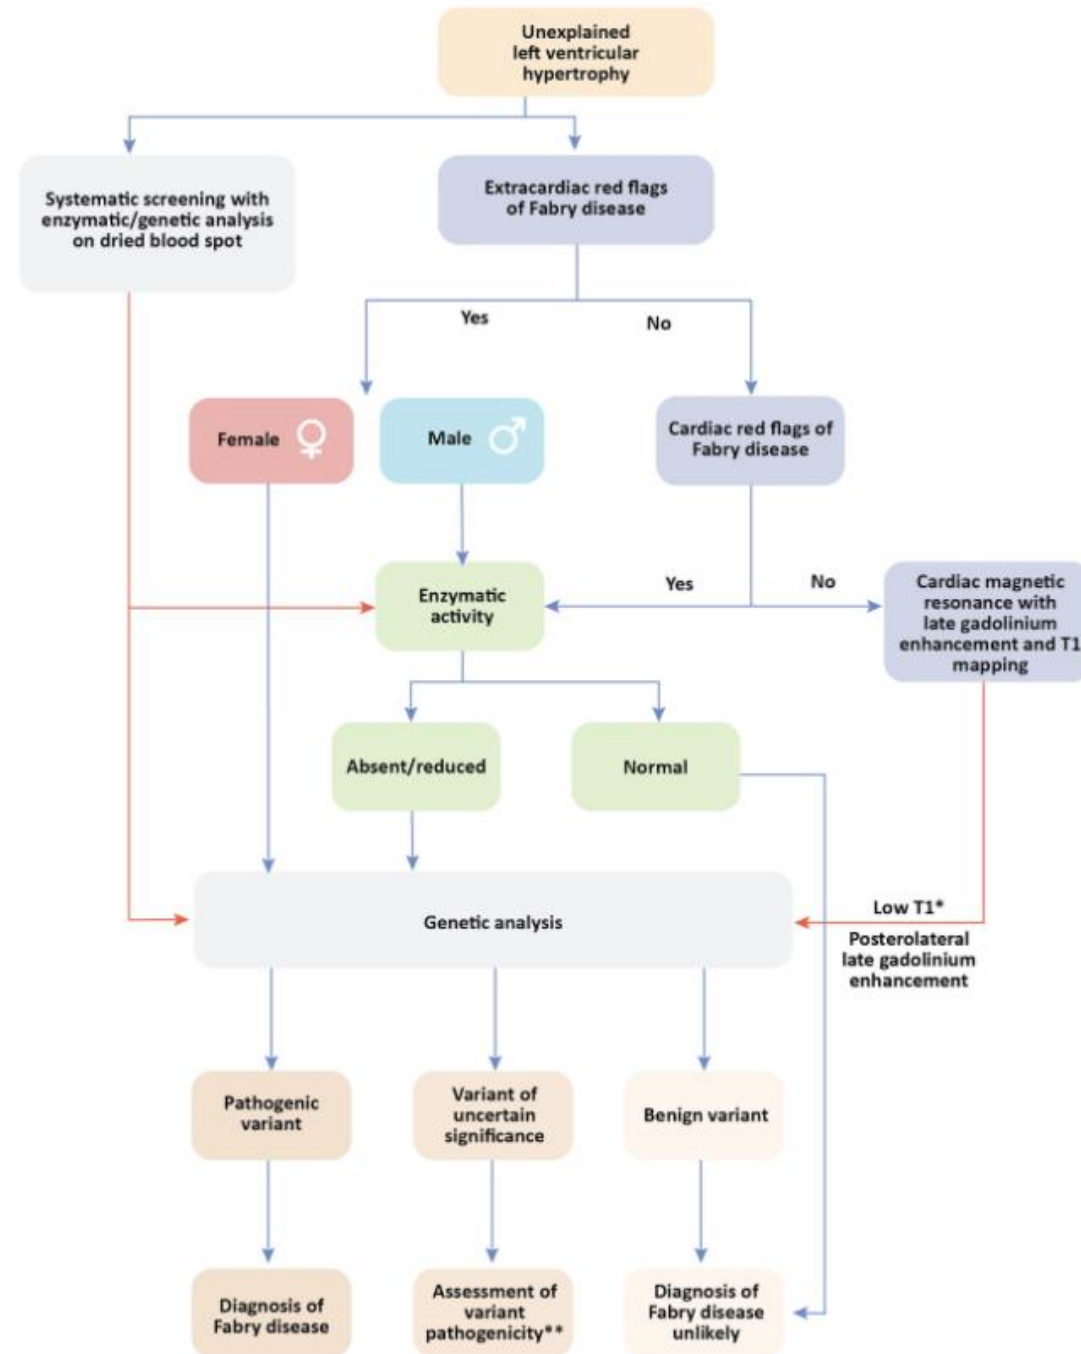 Unexplained
left ventricular
hypertrophy
Systematic screening with
enzymatic/genetic analysis
on dried blood spot
Extracardiac red flags
of Fabry disease
Yes
No
Female
Male
Cardiac red flags of
Fabry disease
Enzymatic
activity
Yes
No
Cardiac magnetic
resonance with
late gadolinium
enhancement and T1
mapping
Absent/reduced
Normal
Genetic analysis
Low T1*
Posterolateral
late gadolinium
enhancement
Pathogenic
variant
Variant of
uncertain
significance
Benign variant
Diagnosis of
Fabry disease
Assessment of
variant
pathogenicity**
Diagnosis of
Fabry disease
unlikely